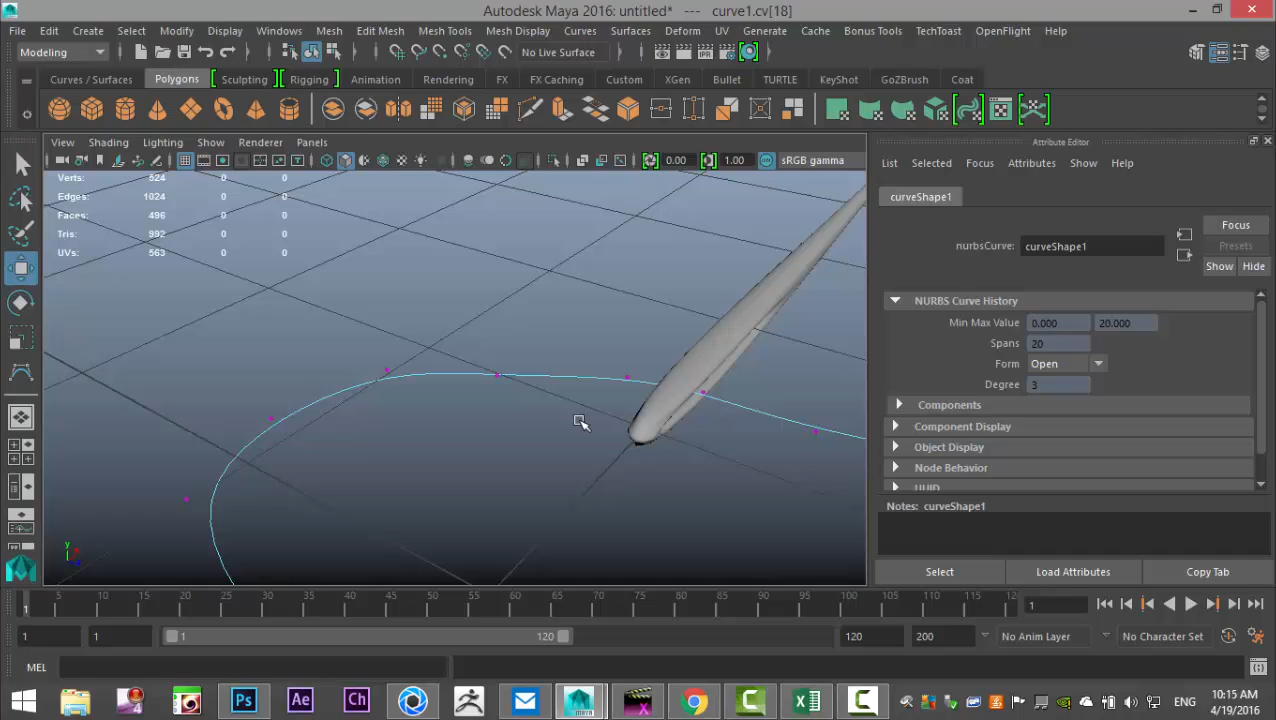 Autodesk Maya 2016: untitled* --- curve1.cv[18]
File Edit Create Select Modify Display Windows Mesh Edit Mesh Mesh Tools Mesh Display Curves Surfaces Deform UV Generate Cache Bonus Tools TechToast OpenFlight Help
Modeling No Live Surface
Curves / Surfaces Polygons Sculpting Rigging Animation Rendering FX FX Caching Custom XGen Bullet TURTLE KeyShot GoZBrush Coat
View Shading Lighting Show Renderer Panels
Attribute Editor
0.00 1.00 sRGB gamma
List Selected Focus Attributes Show Help
Verts: 524 0 0
Edges: 1024 0 0
Faces: 496 0 0
Tris: 992 0 0
UVs: 563 0 0
curveShape1
Focus
nurbsCurve: curveShape1
Presets
Show Hide
NURBS Curve History
Min Max Value 0.000 20.000
Spans 20
Form Open
Degree 3
Components
Component Display
Object Display
Node Behavior
UUID
Notes: curveShape1
Select Load Attributes Copy Tab
y
1 5 10 15 20 25 30 35 40 45 50 55 60 65 70 75 80 85 90 95 100 105 110 115 120 1
1 1 1 120 120 200 No Anim Layer No Character Set
MEL
Ps Ae Ch ENG 10:15 AM
4/19/2016